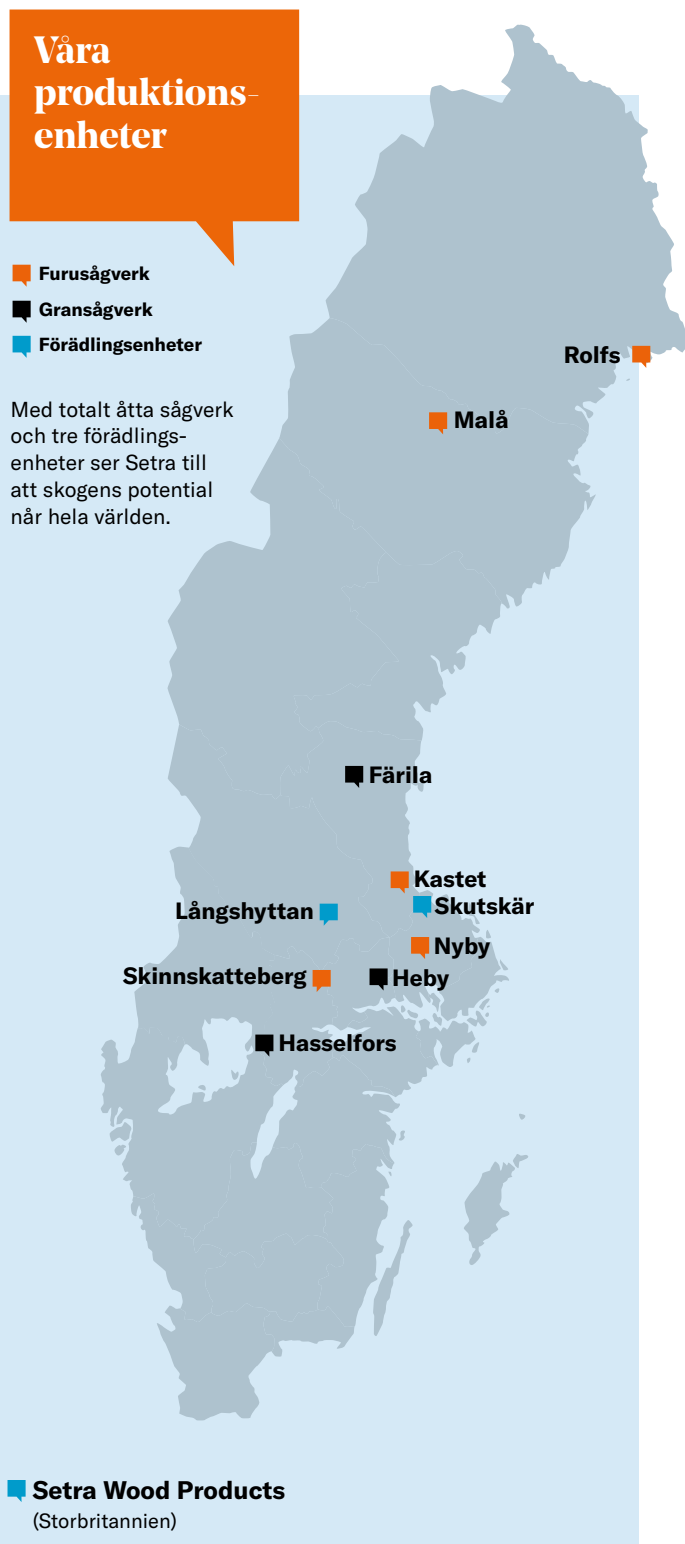 Våra
produktions-
enheter
Furusågverk
Gransågverk
Förädlingsenheter
Med totalt åtta sågverk
och tre förädlings-
enheter ser Setra till
att skogens potential
når hela världen.
Rolfs
Malå
Färila
Kastet
Långshyttan
Skutskär
Nyby
Skinnskatteberg
Heby
Hasselfors
Setra Wood Products
(Storbritannien)